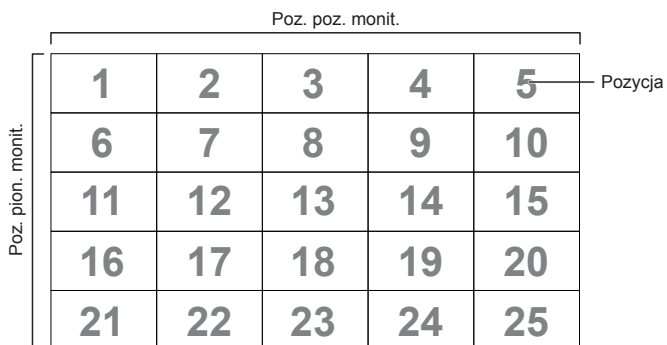 Poz. poz. monit.
1 2 3 4 5 Pozycja
6 7 8 9 10
11 12 13 14 15
16 17 18 19 20
21 22 23 24 25
Poz. pion. monit.